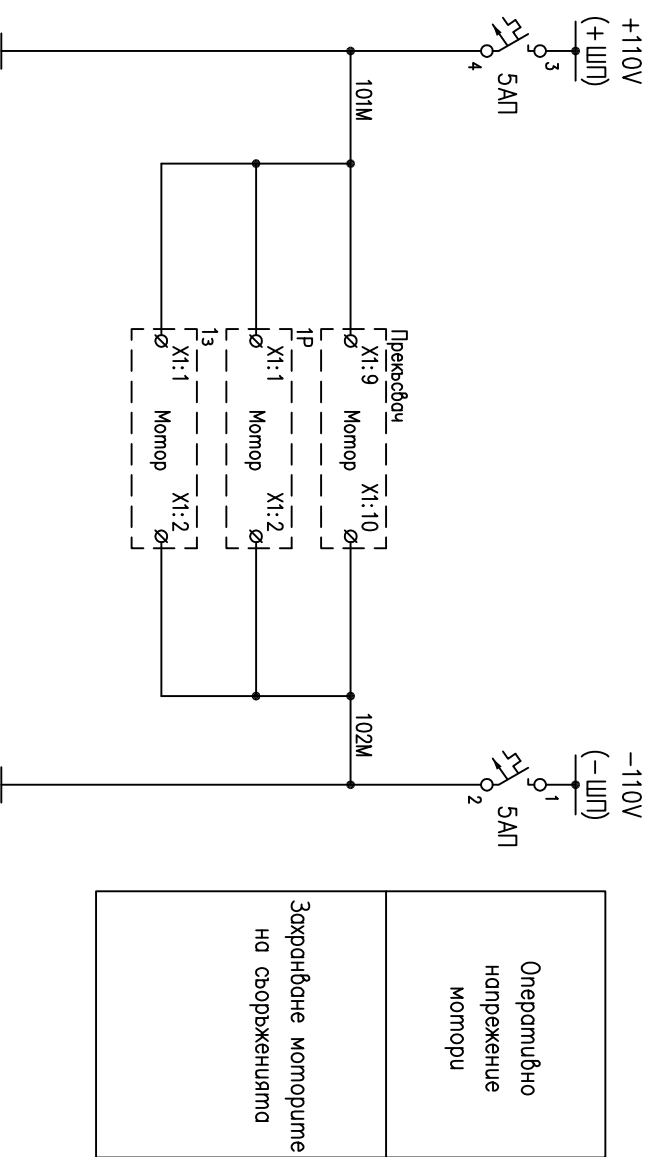 +110V
(+ШП)
-110V
(-ШП)
3
4
5АП
1
2
5АП
101М
102М
Прекъсвач
X1:9
Мотор
X1:10
1Р
X1:1
Мотор
X1:2
1з
X1:1
Мотор
X1:2
Оперативно
напрежение
мотори
Захранване моторите
на съоръженията